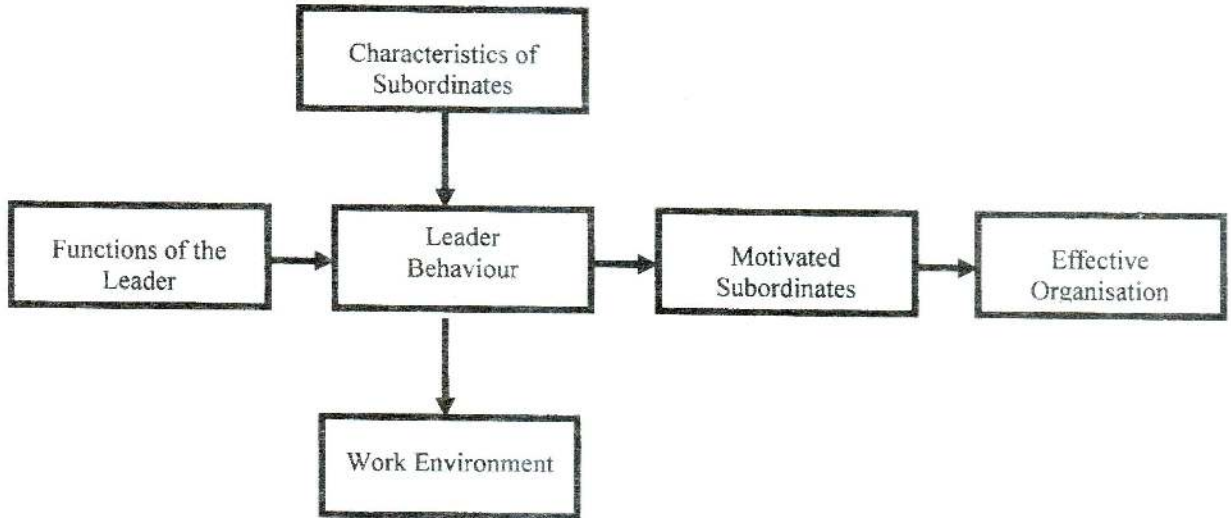 Characteristics of
Subordinates
Functions of the
Leader
Leader
Behaviour
Motivated
Subordinates
Effective
Organisation
Work Environment